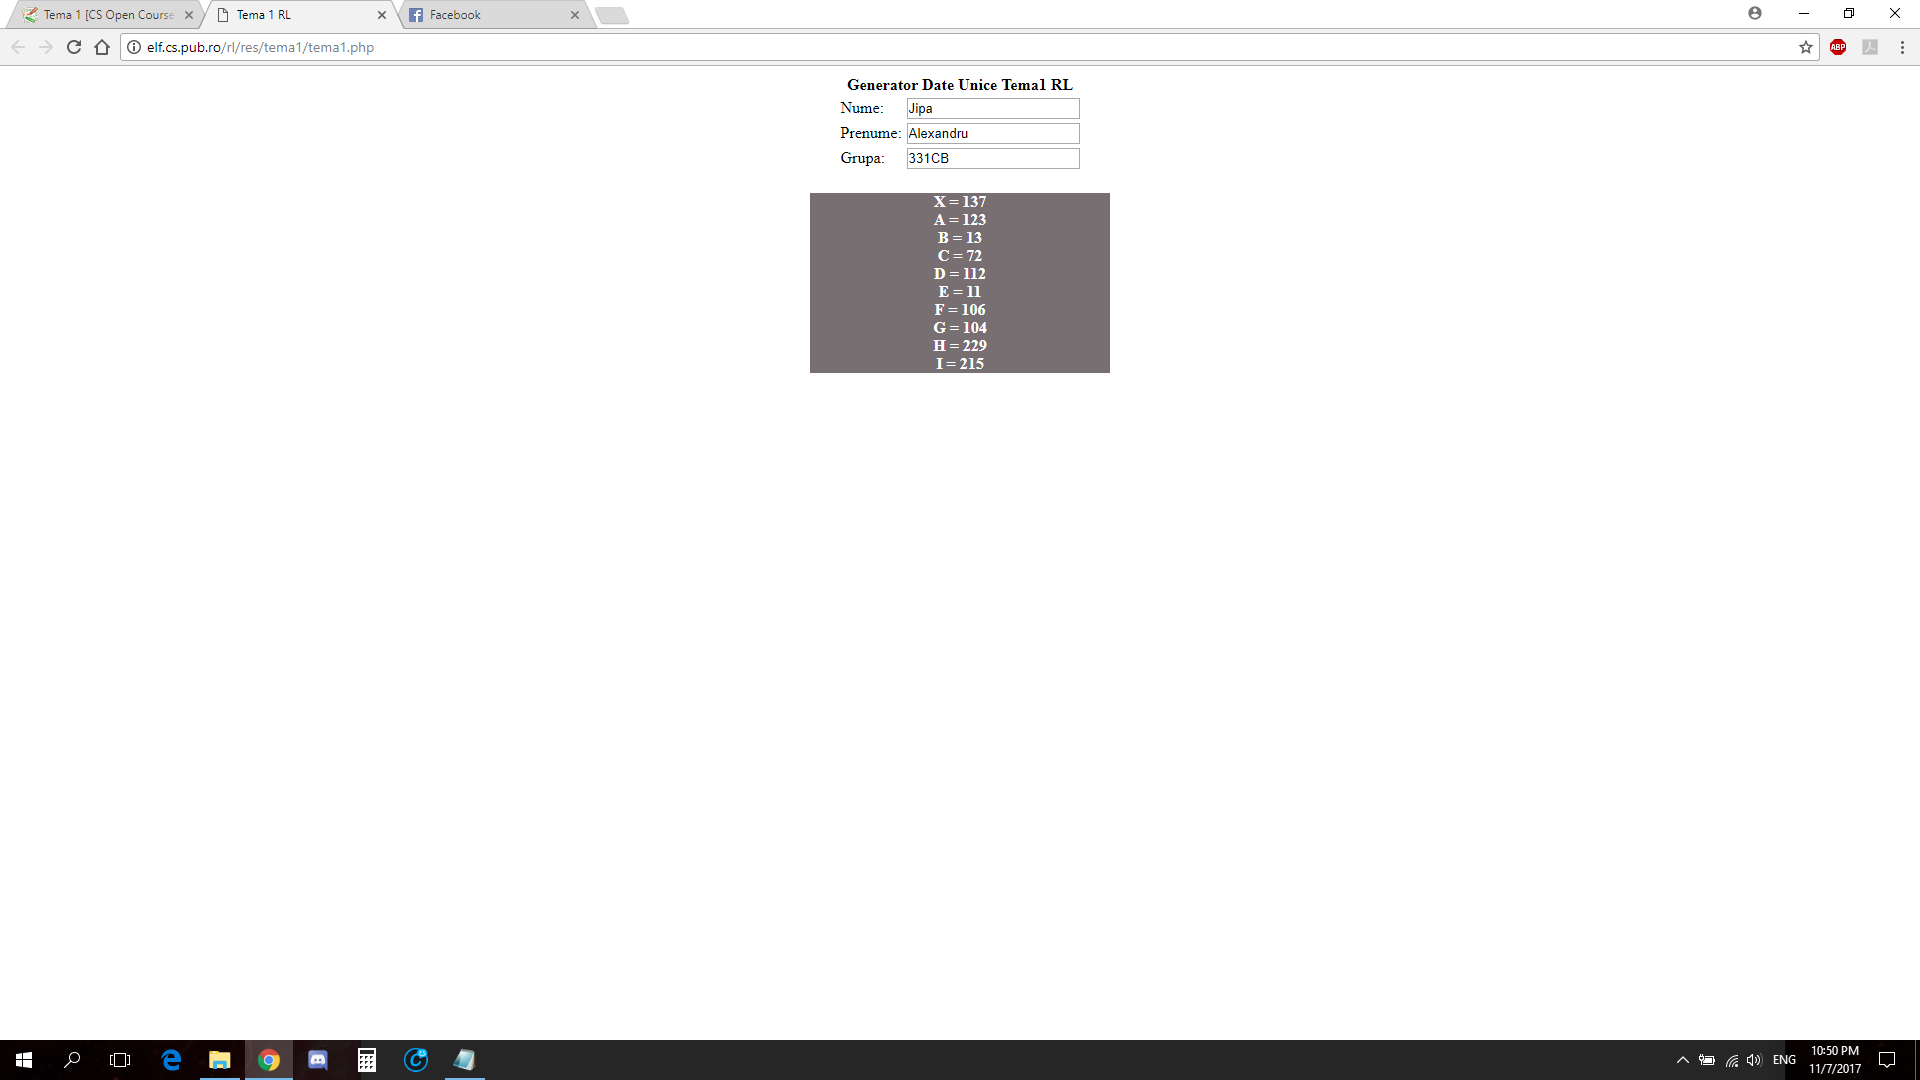 Tema 1 [CS Open Course
Tema 1 RL
Facebook
elf.cs.pub.ro/rl/res/tema1/tema1.php
ABP
Generator Date Unice Tema1 RL
Nume: Jipa
Prenume: Alexandru
Grupa: 331CB
X = 137
A = 123
B = 13
C = 72
D = 112
E = 11
F = 106
G = 104
H = 229
I = 215
ENG
10:50 PM
11/7/2017